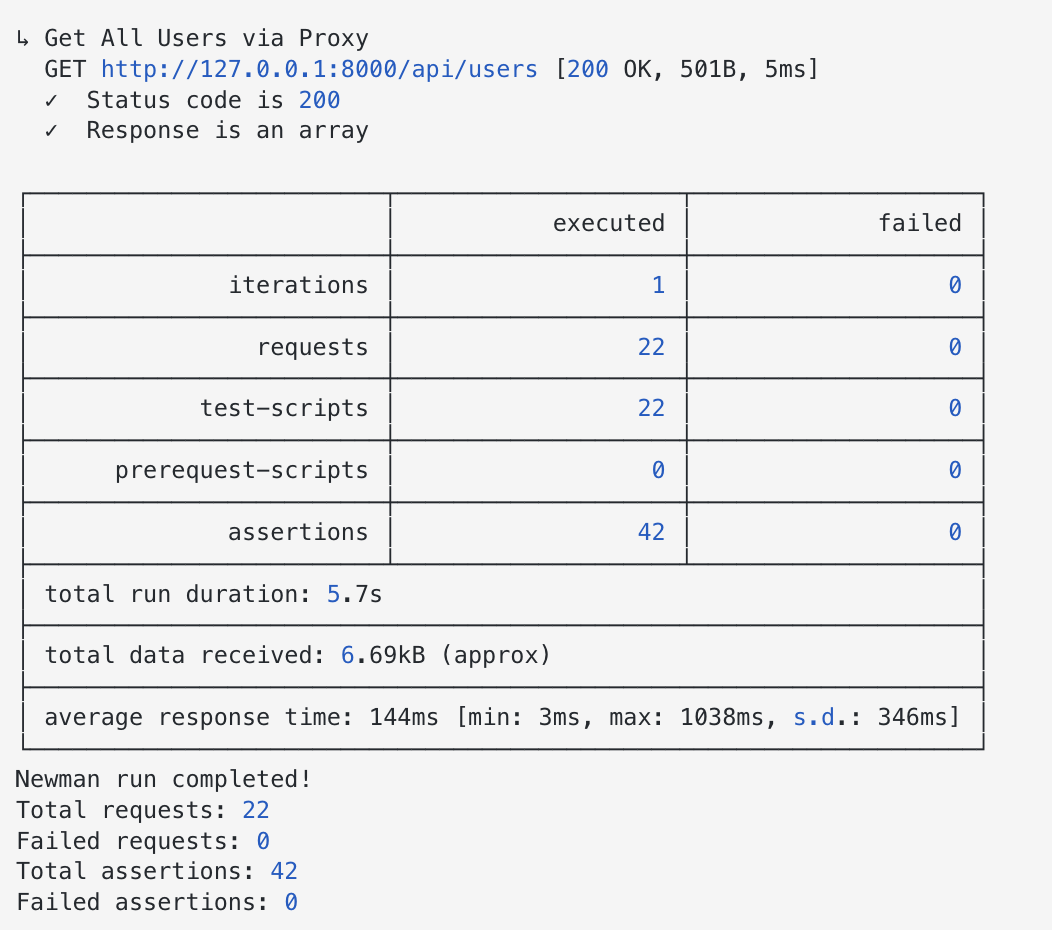 ↳ Get All Users via Proxy
GET http://127.0.0.1:8000/api/users [200 OK, 501B, 5ms]
✓ Status code is 200
✓ Response is an array
executed failed
iterations 1 0
requests 22 0
test-scripts 22 0
prerequest-scripts 0 0
assertions 42 0
total run duration: 5.7s
total data received: 6.69kB (approx)
average response time: 144ms [min: 3ms, max: 1038ms, s.d.: 346ms]
Newman run completed!
Total requests: 22
Failed requests: 0
Total assertions: 42
Failed assertions: 0